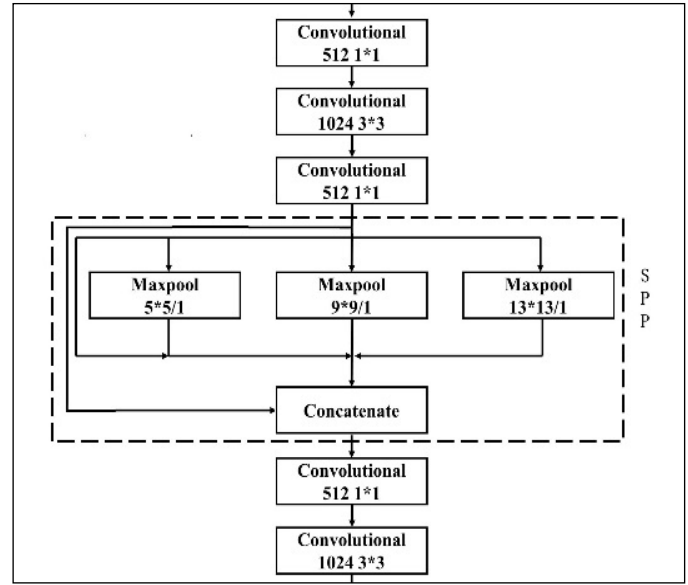 Convolutional
512 1*1
Convolutional
1024 3*3
Convolutional
512 1*1
Maxpool
5*5/1
Maxpool
9*9/1
Maxpool
13*13/1
S
P
P
Concatenate
Convolutional
512 1*1
Convolutional
1024 3*3